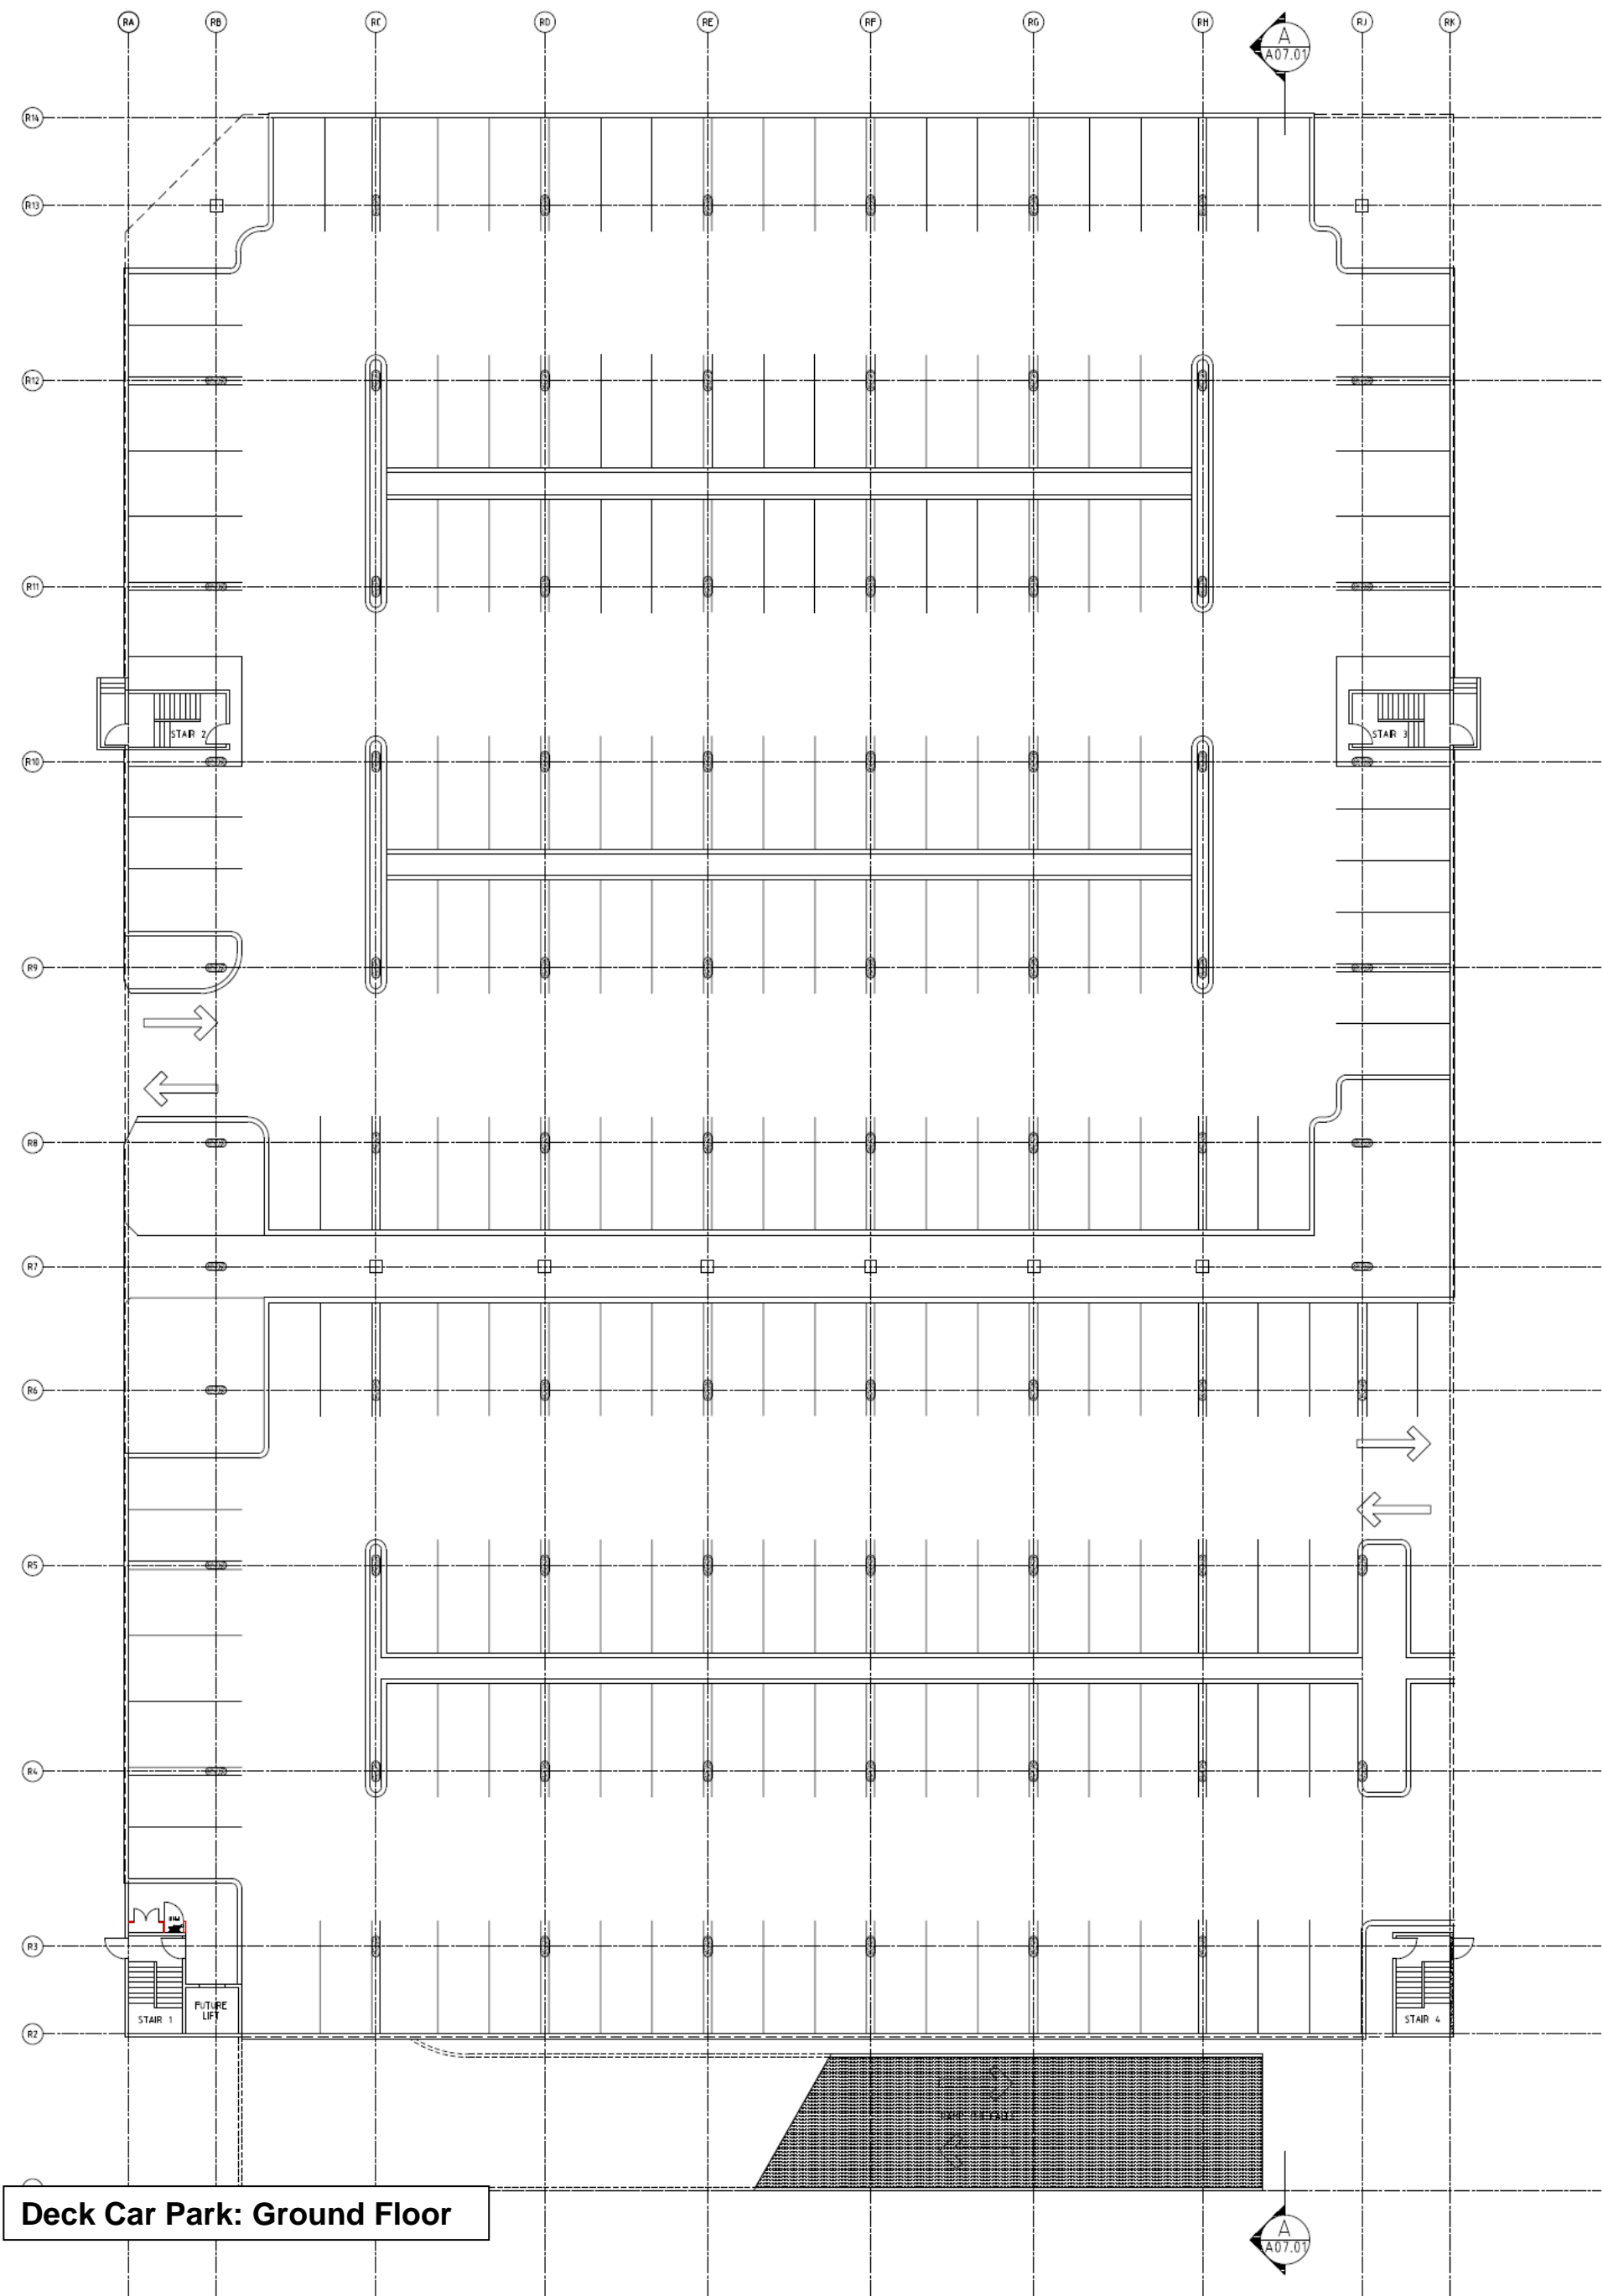 RA
RB
RC
RD
RE
RF
RG
RH
RJ
RK
A
A07.01
R14
R13
R12
R11
STAIR 2
STAIR 3
R10
R9
R8
R7
R6
R5
R4
R3
FUTURE
LIFT
STAIR 1
STAIR 4
R2
Deck Car Park: Ground Floor
A
A07.01